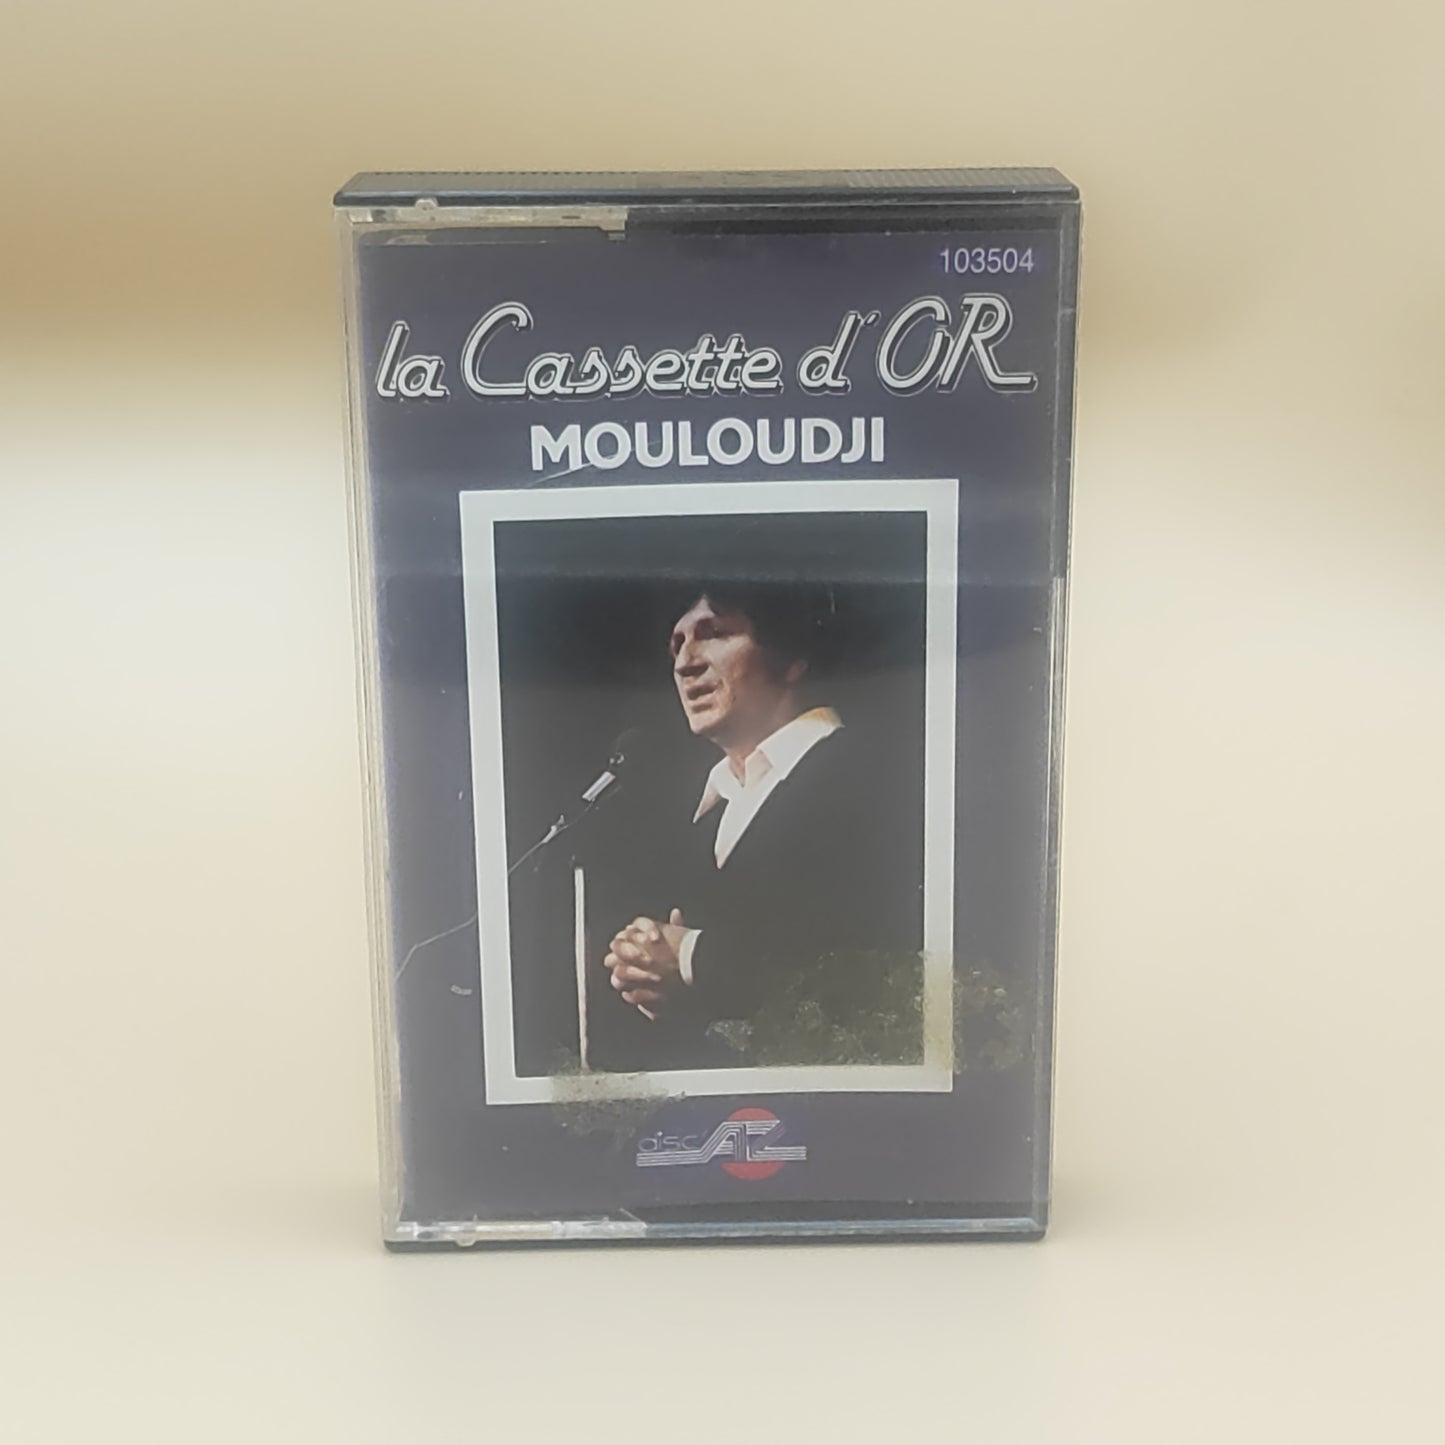 103504
la Cassette d'OR
MOULOUDJI
disc'AZ